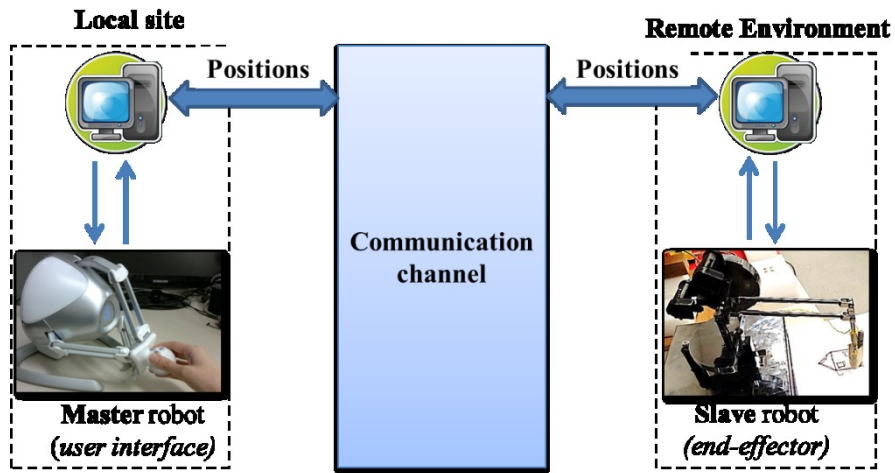 Local site
Remote Environment
Positions
Positions
Communication
channel
Master robot
(user interface)
Slave robot
(end-effector)